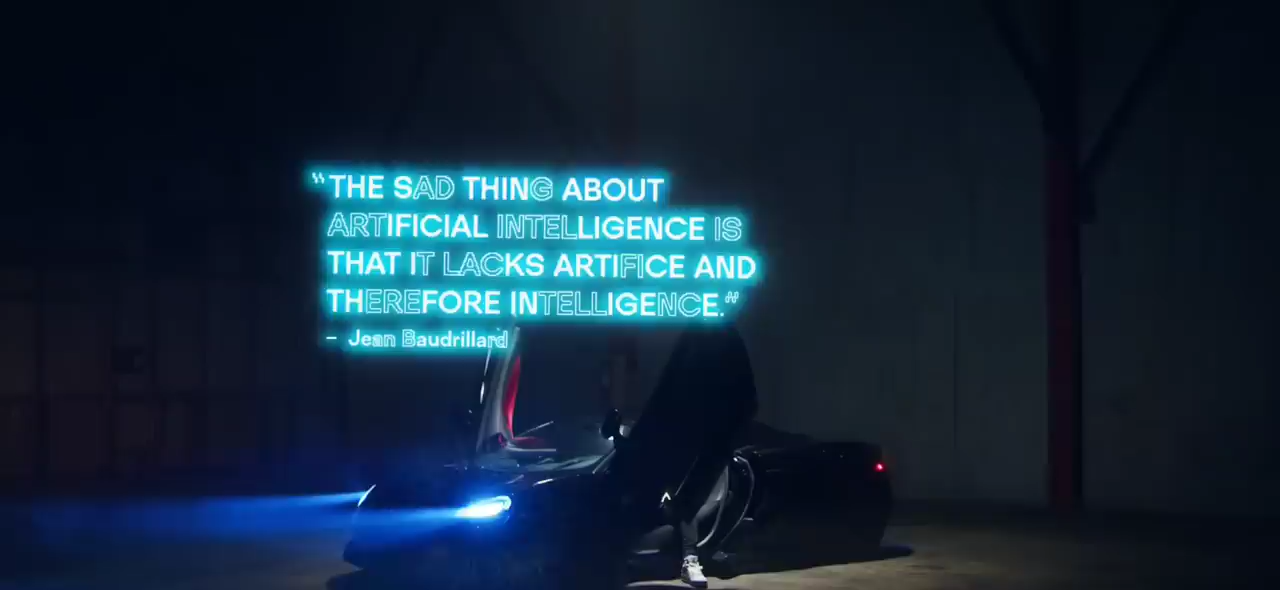 “THE SAD THING ABOUT
ARTIFICIAL INTELLIGENCE IS
THAT IT LACKS ARTIFICE AND
THEREFORE INTELLIGENCE.”
– Jean Baudrillard